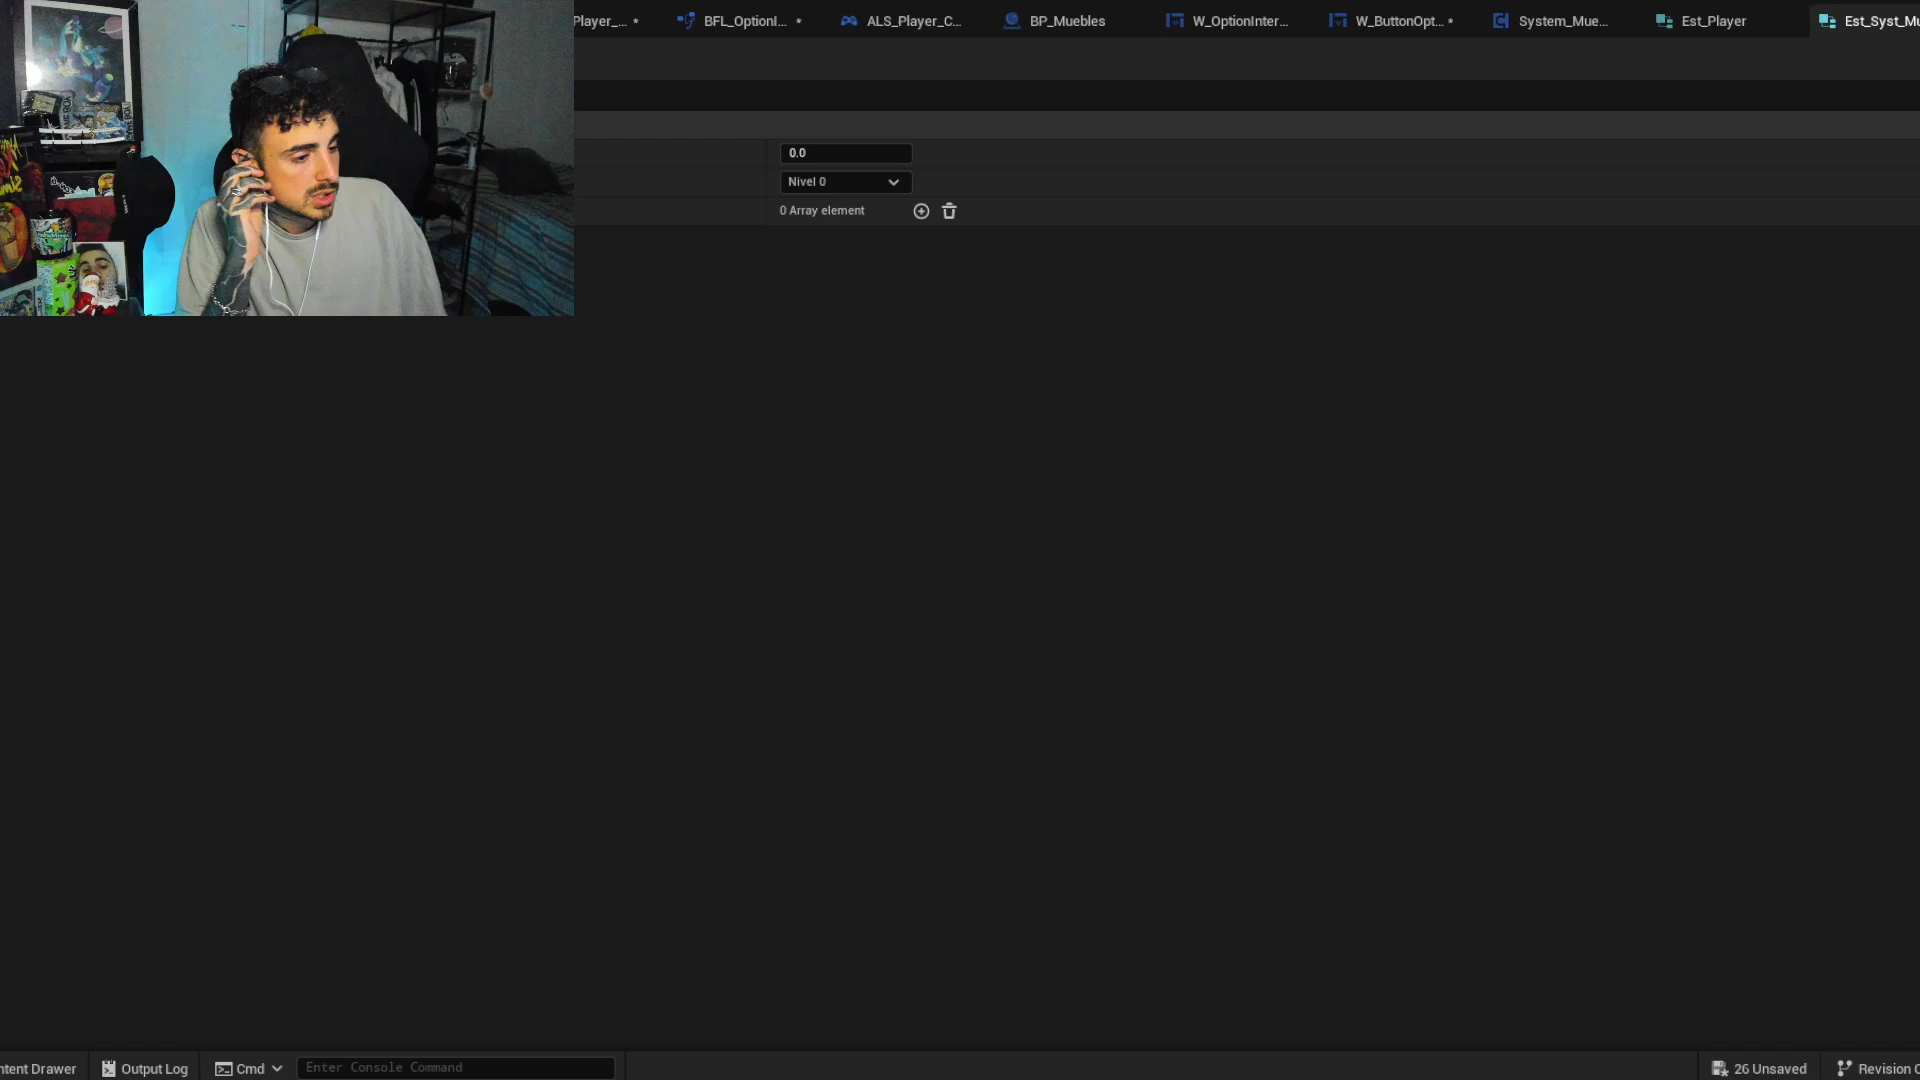 Player_... *
BFL_OptionI... *
ALS_Player_C...
BP_Muebles
W_OptionInter...
W_ButtonOpt... *
System_Mue...
Est_Player
Est_Syst_Mu
0.0
Nivel 0
0 Array element
ntent Drawer
Output Log
Cmd
Enter Console Command
26 Unsaved
Revision C